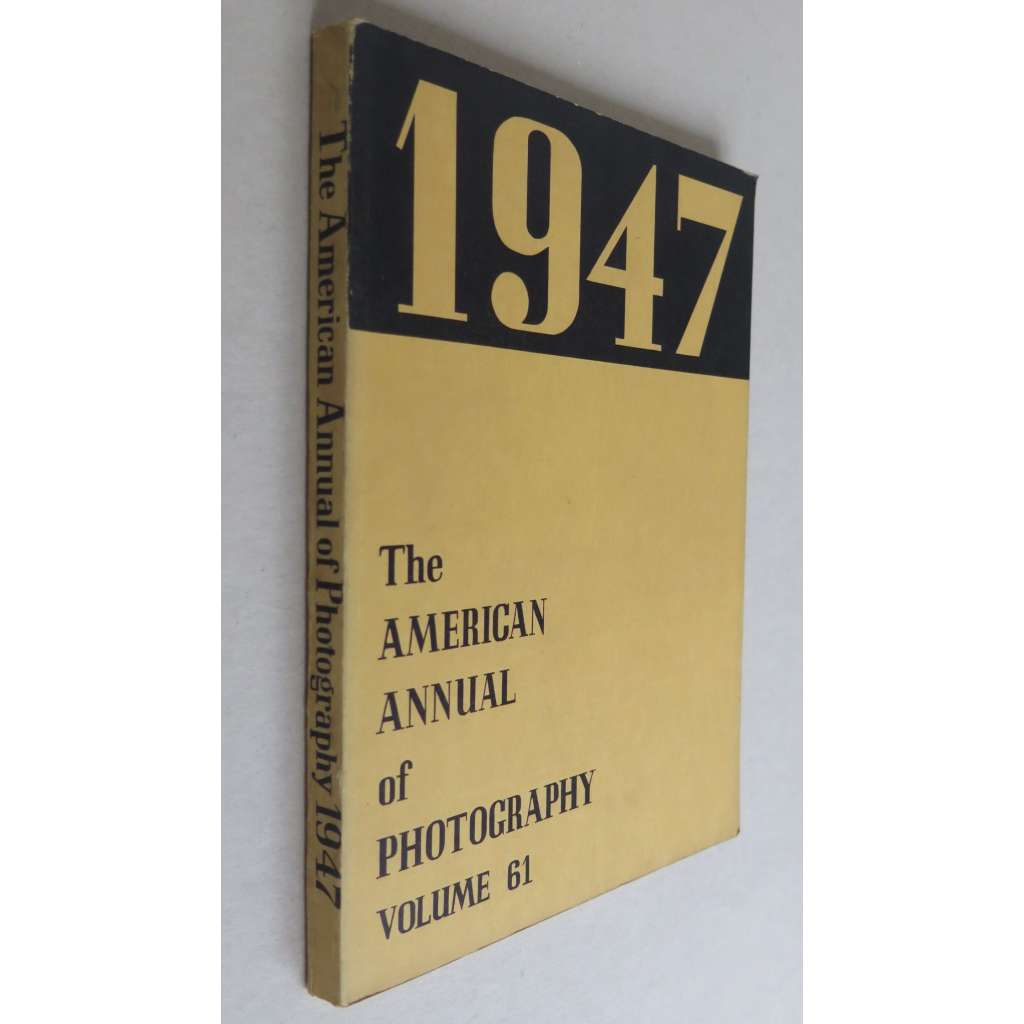 The American Annual of Photography 1947
1947
The
AMERICAN
ANNUAL
of
PHOTOGRAPHY
VOLUME 61